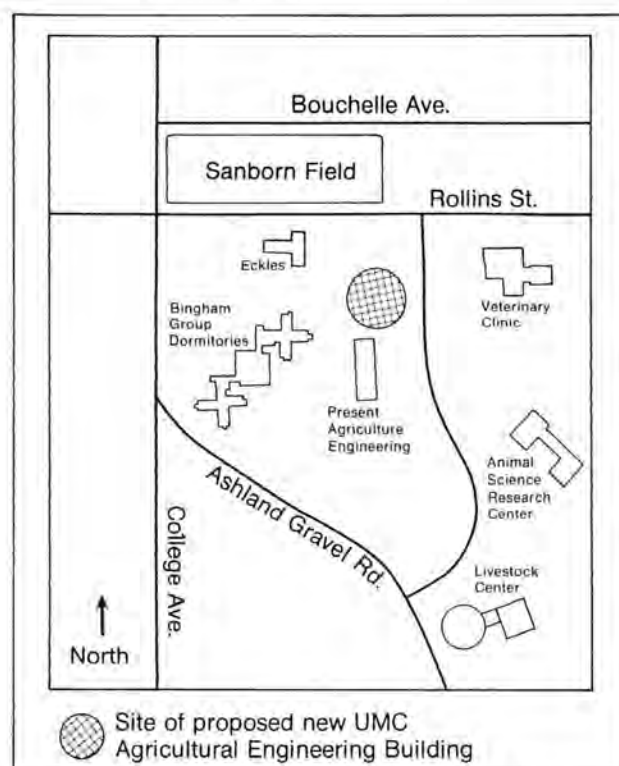 Bouchelle Ave.
Sanborn Field
Rollins St.
Eckles
Veterinary
Clinic
Bingham
Group
Dormitories
Present
Agriculture
Engineering
Animal
Science
Research
Center
Ashland Gravel Rd.
College Ave.
Livestock
Center
North
Site of proposed new UMC
Agricultural Engineering Building